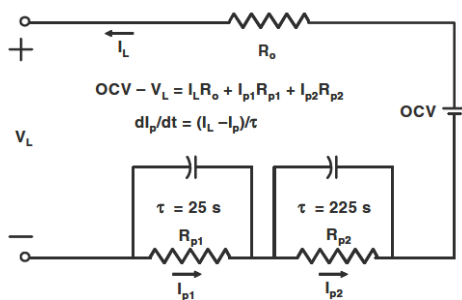 +
I_L
R_o
OCV – V_L = I_L R_o + I_p1 R_p1 + I_p2 R_p2
dI_p/dt = (I_L –I_p)/τ
OCV
V_L
τ = 25 s
τ = 225 s
R_p1
R_p2
–
I_p1
I_p2